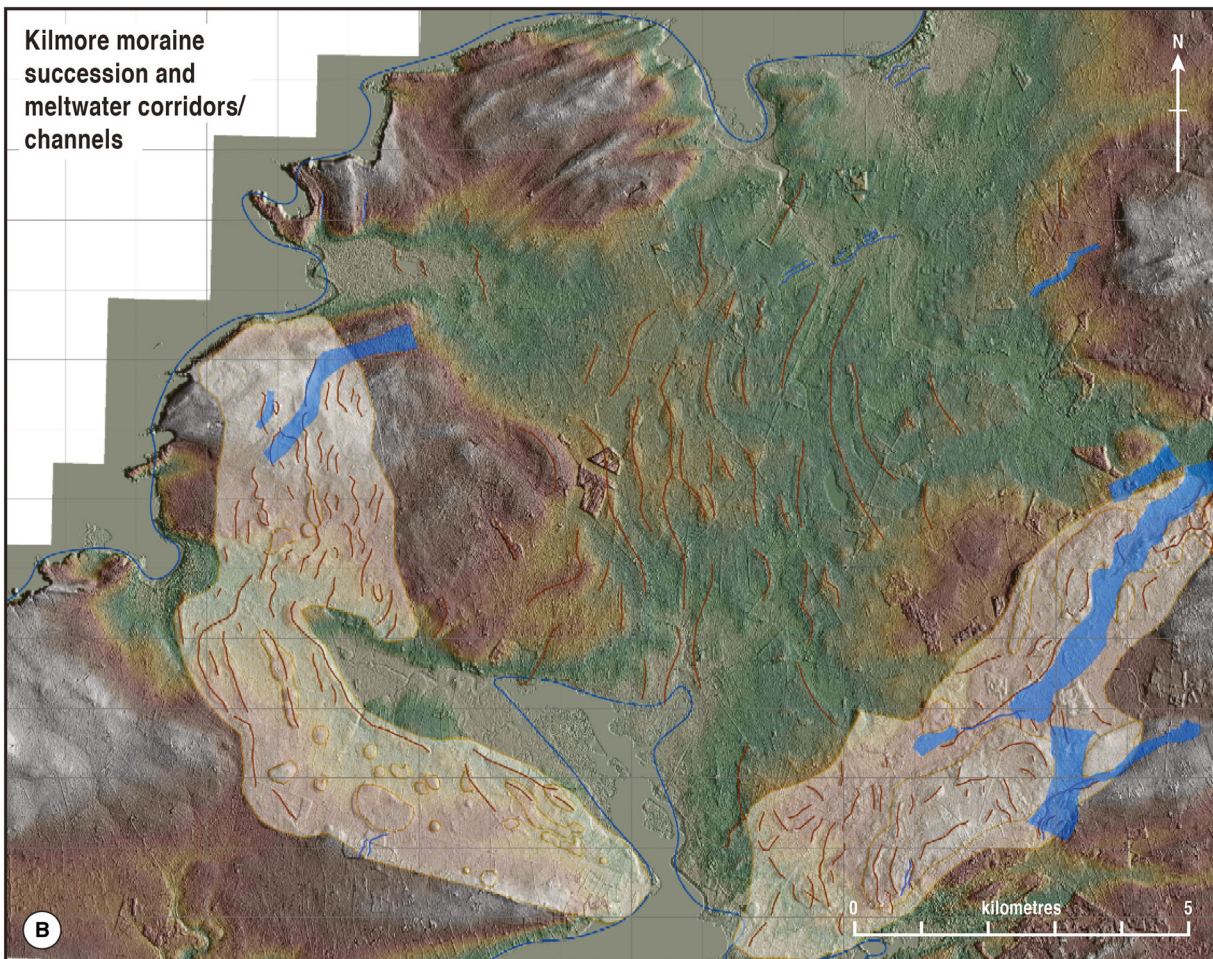 Kilmore moraine
succession and
meltwater corridors/
channels
N
0 kilometres 5
B